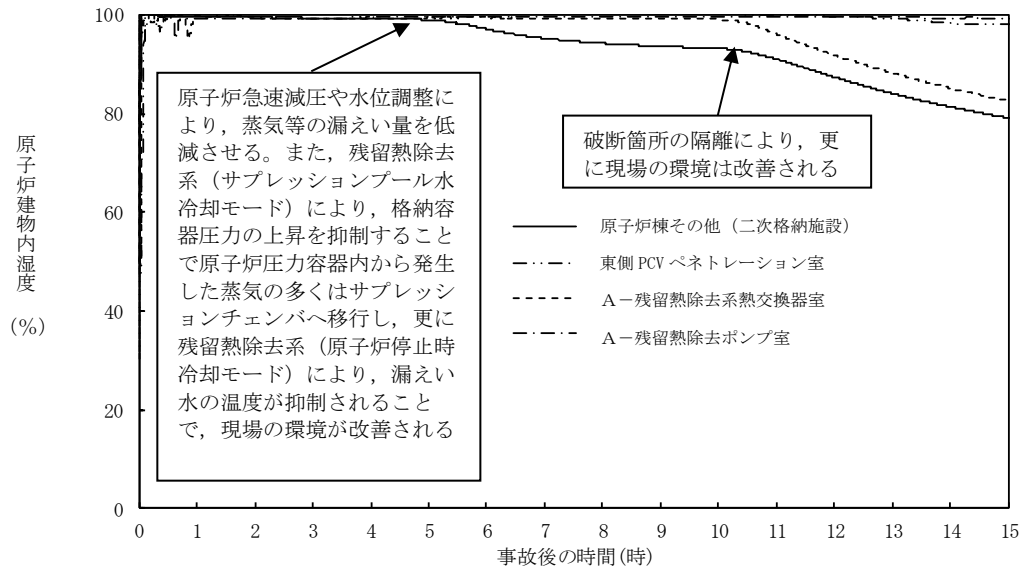 100
80
60
40
20
0
原子炉建物内湿度
(%)
原子炉急速減圧や水位調整に
より,蒸気等の漏えい量を低
減させる。また,残留熱除去
系(サプレッションプール水
冷却モード)により,格納容
器圧力の上昇を抑制すること
で原子炉圧力容器内から発生
した蒸気の多くはサプレッシ
ョンチェンバへ移行し,更に
残留熱除去系(原子炉停止時
冷却モード)により,漏えい
水の温度が抑制されること
で,現場の環境が改善される
破断箇所の隔離により,更
に現場の環境は改善される
原子炉棟その他(二次格納施設)
東側 PCV ペネトレーション室
A-残留熱除去系熱交換器室
A-残留熱除去ポンプ室
0 1 2 3 4 5 6 7 8 9 10 11 12 13 14 15
事故後の時間(時)